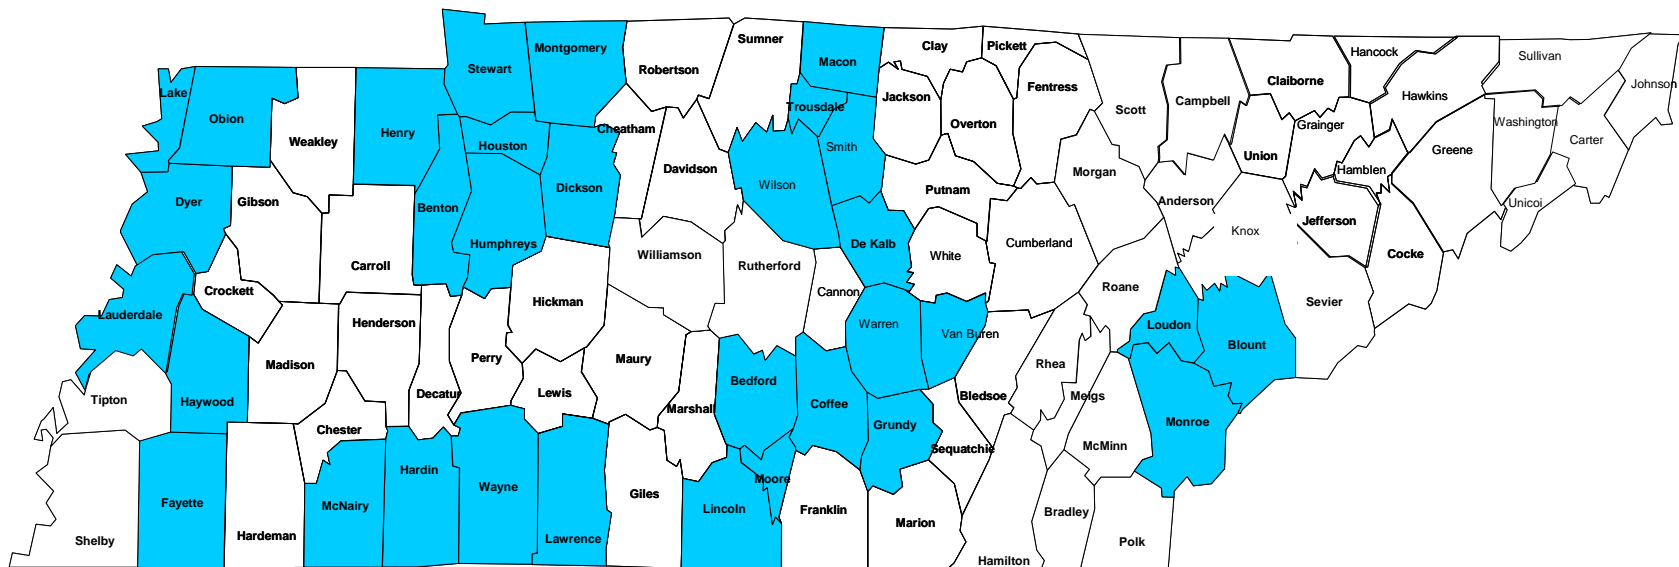 Lake
Obion
Weakley
Henry
Stewart
Montgomery
Robertson
Sumner
Macon
Clay
Pickett
Fentress
Scott
Campbell
Claiborne
Hancock
Hawkins
Sullivan
Johnson
Trousdale
Jackson
Overton
Cheatham
Houston
Smith
Grainger
Union
Hamblen
Greene
Washington
Carter
Unicoi
Dyer
Gibson
Benton
Dickson
Davidson
Wilson
Putnam
Morgan
Anderson
Knox
Jefferson
Cocke
Humphreys
Carroll
Williamson
Rutherford
De Kalb
White
Cumberland
Roane
Sevier
Lauderdale
Crockett
Henderson
Hickman
Cannon
Warren
Van Buren
Loudon
Blount
Madison
Perry
Maury
Rhea
Tipton
Haywood
Decatur
Lewis
Bedford
Marshall
Coffee
Bledsoe
Meigs
Chester
Grundy
Sequatchie
McMinn
Monroe
Fayette
McNairy
Hardin
Wayne
Giles
Moore
Lincoln
Franklin
Marion
Bradley
Shelby
Hardeman
Lawrence
Hamilton
Polk